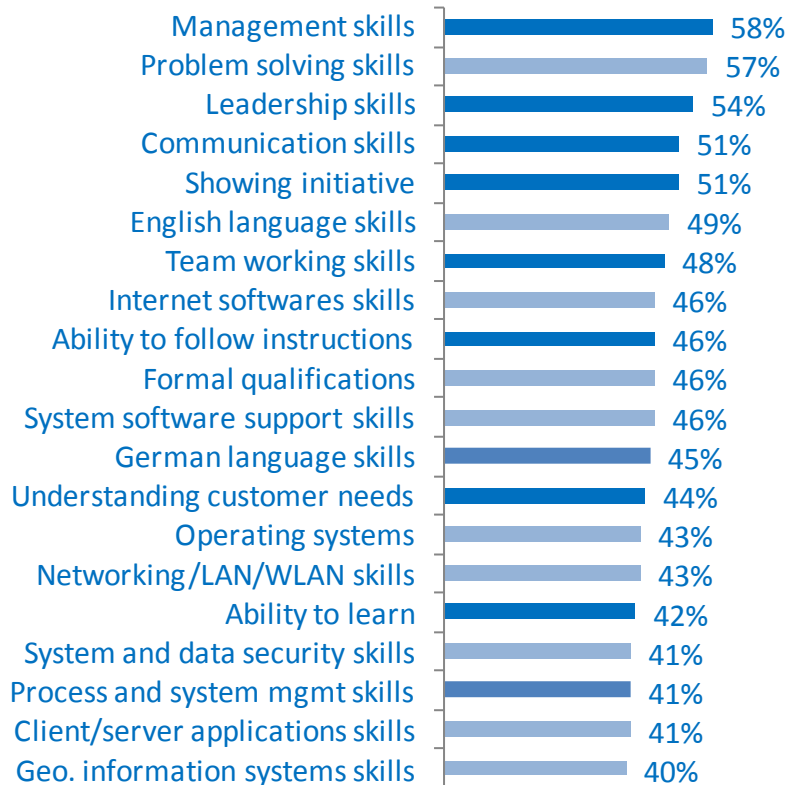 Management skills 58%
Problem solving skills 57%
Leadership skills 54%
Communication skills 51%
Showing initiative 51%
English language skills 49%
Team working skills 48%
Internet softwares skills 46%
Ability to follow instructions 46%
Formal qualifications 46%
System software support skills 46%
German language skills 45%
Understanding customer needs 44%
Operating systems 43%
Networking/LAN/WLAN skills 43%
Ability to learn 42%
System and data security skills 41%
Process and system mgmt skills 41%
Client/server applications skills 41%
Geo. information systems skills 40%